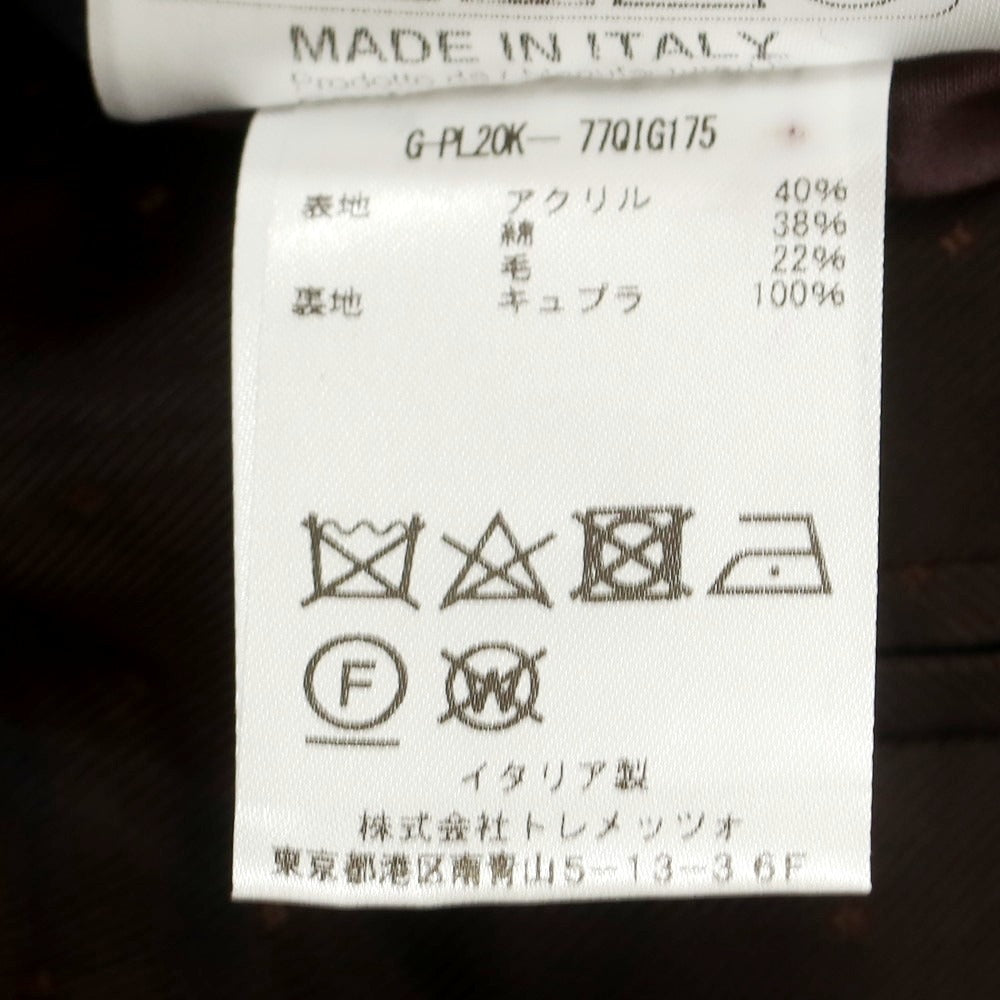 MADE IN ITALY
G-PL20K- 77QIG175
表地 アクリル 40%
綿 38%
毛 22%
裏地 キュプラ 100%
F W
イタリア製
株式会社トレメッツォ
東京都港区南青山5-13-3 6F